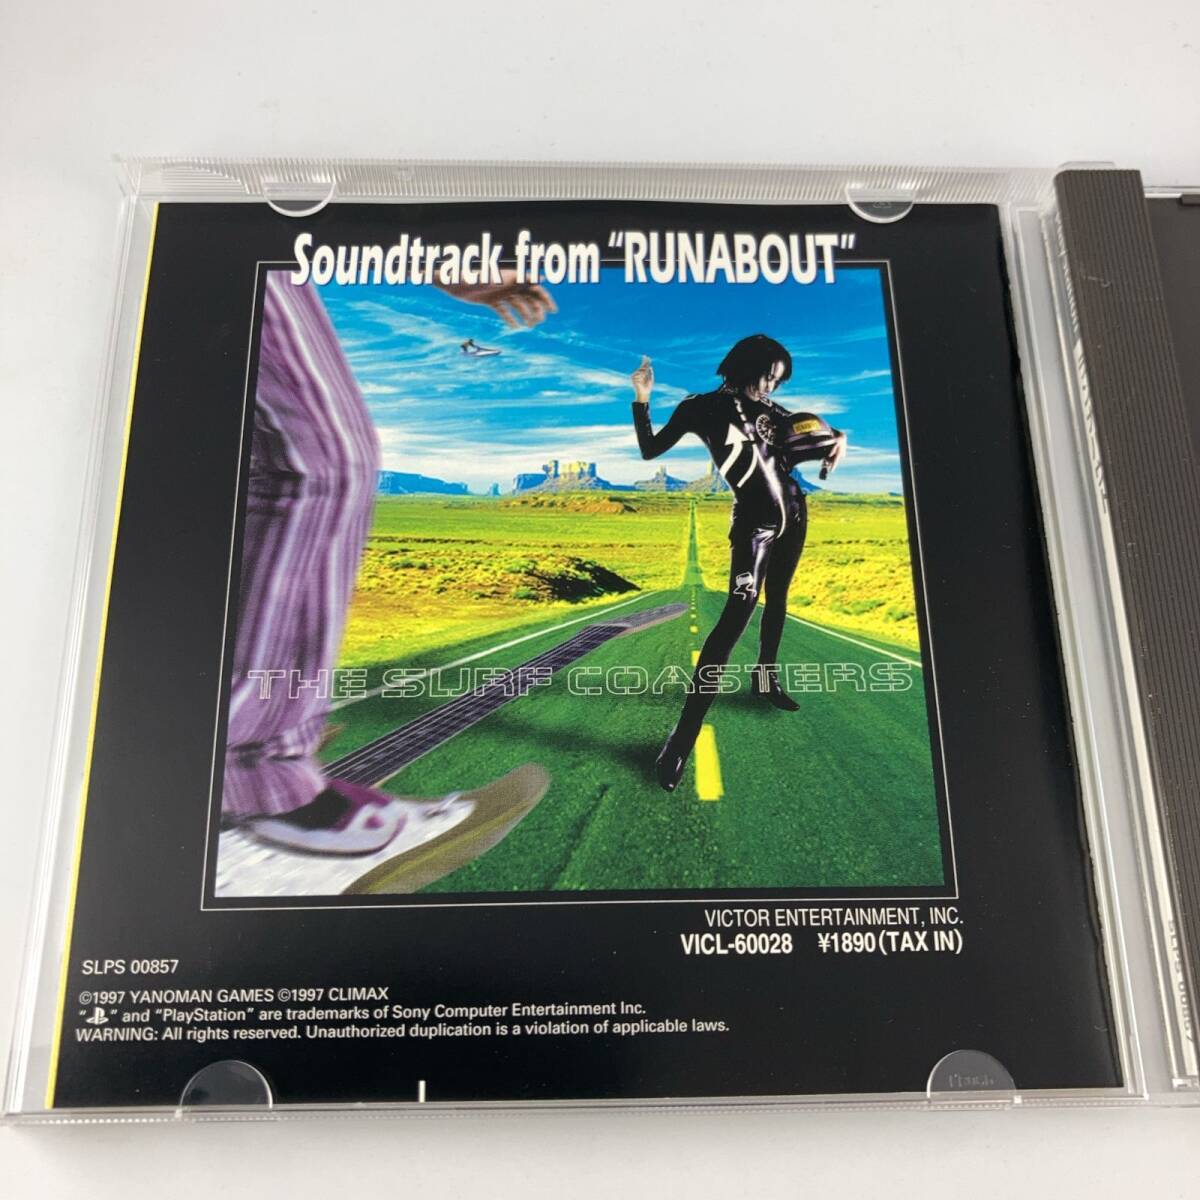 Soundtrack from "RUNABOUT"
THE SURF COASTERS
VICTOR ENTERTAINMENT, INC.
VICL-60028 ¥1890(TAX IN)
SLPS 00857
©1997 YANOMAN GAMES ©1997 CLIMAX
" " and "PlayStation" are trademarks of Sony Computer Entertainment Inc.
WARNING: All rights reserved. Unauthorized duplication is a violation of applicable laws.